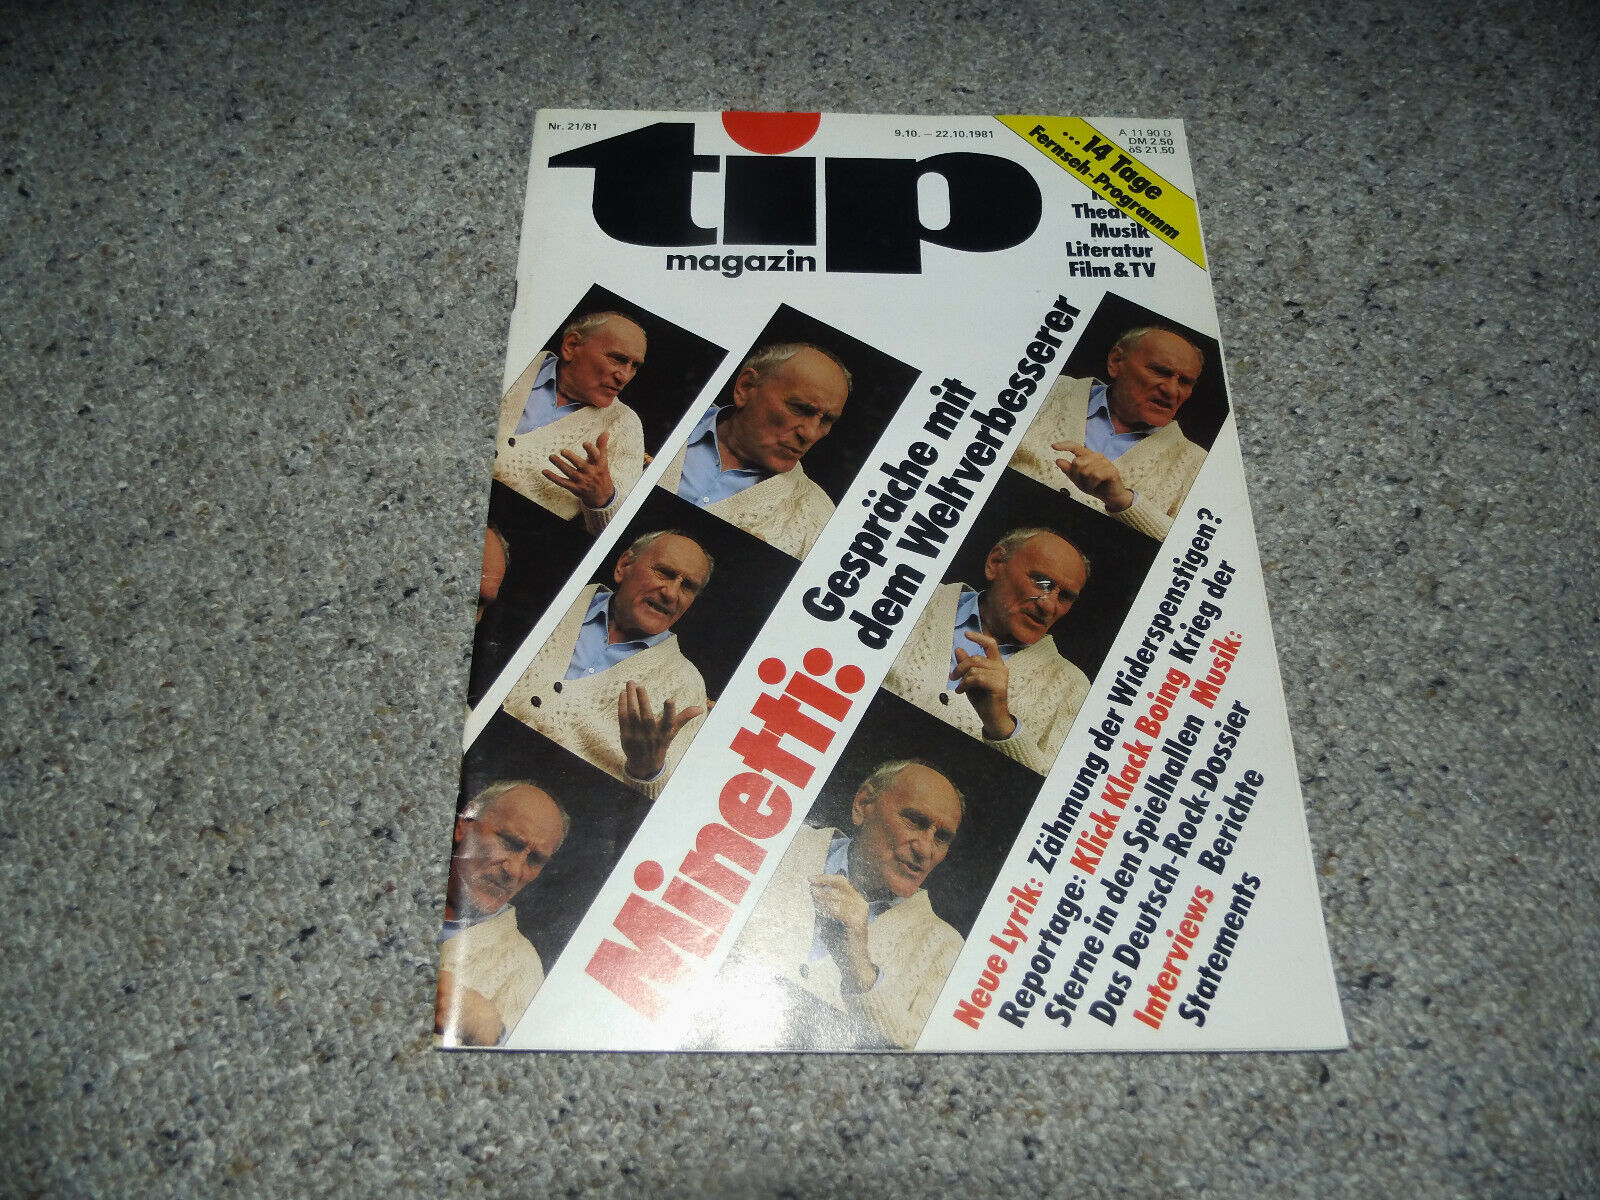 Nr. 21/81
9.10. – 22.10.1981
A 11 90 D
DM 2.50
öS 21.50
... 14 Tage
Fernseh-Programm
tip
magazin
Musik
Literatur
Film & TV
Minetti:
Gespräche mit
dem Weltverbesserer
Neue Lyrik: Zähmung der Widerspenstigen?
Reportage: Klick Klack Boing Krieg der
Sterne in den Spielhallen Musik:
Das Deutsch-Rock-Dossier
Interviews Berichte
Statements